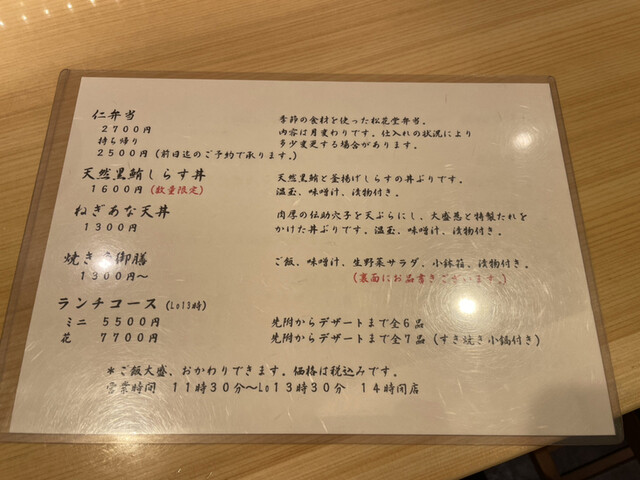 仁弁当 季節の食材を使った松花堂弁当。
2700円 内容は月変わりです。仕入れの状況により
持ち帰り 多少変更する場合があります。
2500円(前日迄のご予約で承ります。)
天然黒鮪しらす丼 天然黒鮪と釜揚げしらすの丼ぶりです。
1600円(数量限定) 温玉、味噌汁、漬物付き。
ねぎあな天丼 肉厚の伝助穴子を天ぷらにし、大盛葱と特製たれを
1300円 かけた丼ぶりです。温玉、味噌汁、漬物付き。
焼き 御膳 ご飯、味噌汁、生野菜サラダ、小鉢箱、漬物付き。
1300円〜 (裏面にお品書きございます。)
ランチコース (Lo13時)
ミニ 5500円 先附からデザートまで全6品
花 7700円 先附からデザートまで全7品(すき焼き小鍋付き)
*ご飯大盛、おかわりできます。価格は税込みです。
営業時間 11時30分〜Lo13時30分 14時閉店